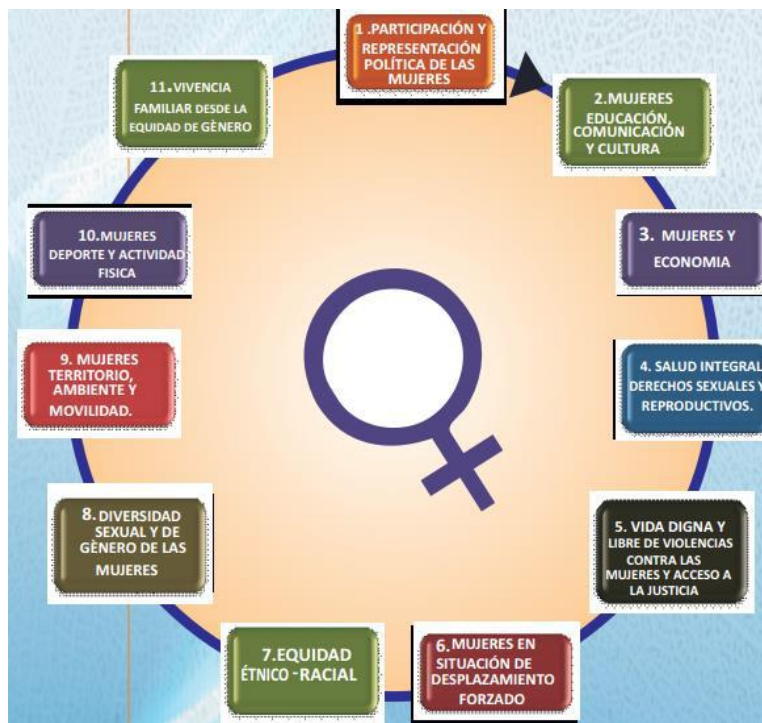 1 .PARTICIPACIÓN Y
REPRESENTACIÓN
POLÍTICA DE LAS
MUJERES
2.MUJERES
EDUCACIÓN,
COMUNICACIÓN
Y CULTURA
3. MUJERES Y
ECONOMIA
4. SALUD INTEGRAL
DERECHOS SEXUALES Y
REPRODUCTIVOS.
5. VIDA DIGNA Y
LIBRE DE VIOLENCIAS
CONTRA LAS
MUJERES Y ACCESO A
LA JUSTICIA
6.MUJERES EN
SITUACIÓN DE
DESPLAZAMIENTO
FORZADO
7.EQUIDAD
ÉTNICO -RACIAL
8.DIVERSIDAD
SEXUAL Y DE
GÈNERO DE LAS
MUJERES
9. MUJERES
TERRITORIO,
AMBIENTE Y
MOVILIDAD.
10.MUJERES
DEPORTE Y ACTIVIDAD
FISICA
11.VIVENCIA
FAMILIAR DESDE LA
EQUIDAD DE GÈNERO